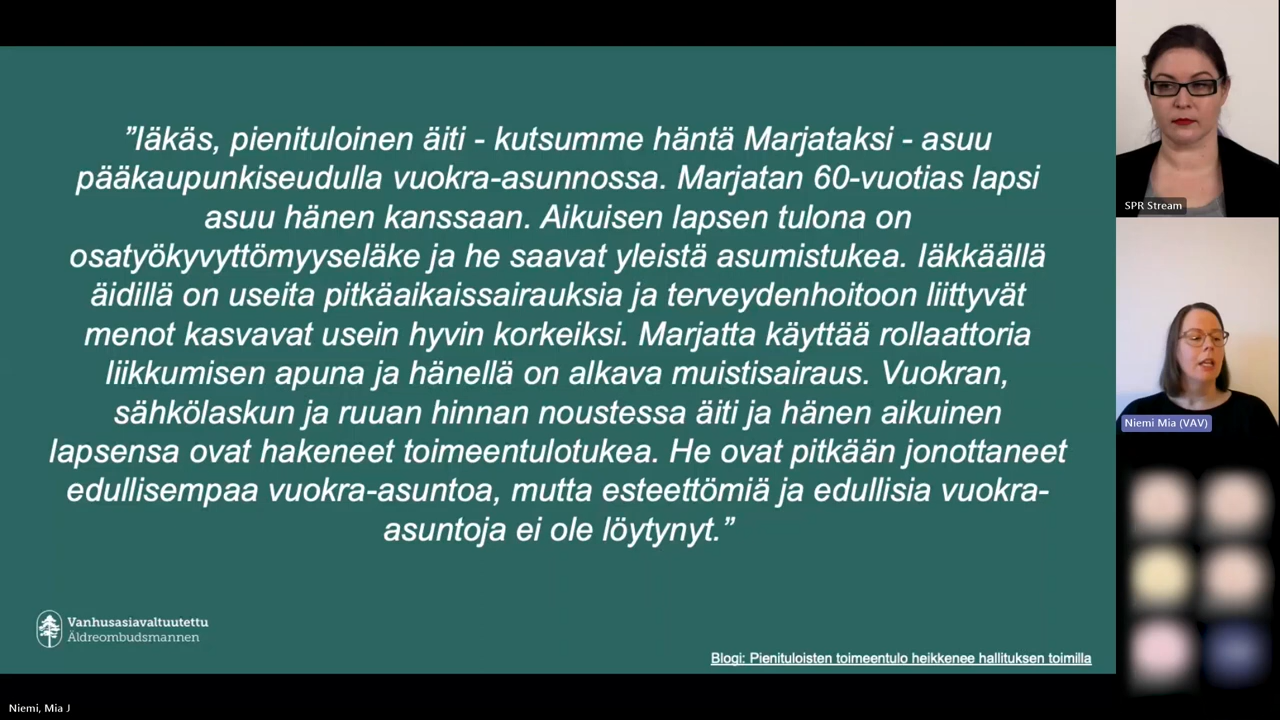 ”Iäkäs, pienituloinen äiti - kutsumme häntä Marjataksi - asuu
pääkaupunkiseudulla vuokra-asunnossa. Marjatan 60-vuotias lapsi
asuu hänen kanssaan. Aikuisen lapsen tulona on
osatyökyvyttömyyseläke ja he saavat yleistä asumistukea. Iäkkäällä
äidillä on useita pitkäaikaissairauksia ja terveydenhoitoon liittyvät
menot kasvavat usein hyvin korkeiksi. Marjatta käyttää rollaattoria
liikkumisen apuna ja hänellä on alkava muistisairaus. Vuokran,
sähkölaskun ja ruuan hinnan noustessa äiti ja hänen aikuinen
lapsensa ovat hakeneet toimeentulotukea. He ovat pitkään jonottaneet
edullisempaa vuokra-asuntoa, mutta esteettömiä ja edullisia vuokra-
asuntoja ei ole löytynyt.”
Vanhusasiavaltuutettu
Äldreombudsmannen
Blogi: Pienituloisten toimeentulo heikkenee hallituksen toimilla
SPR Stream
Niemi Mia (VAV)
Niemi, Mia J